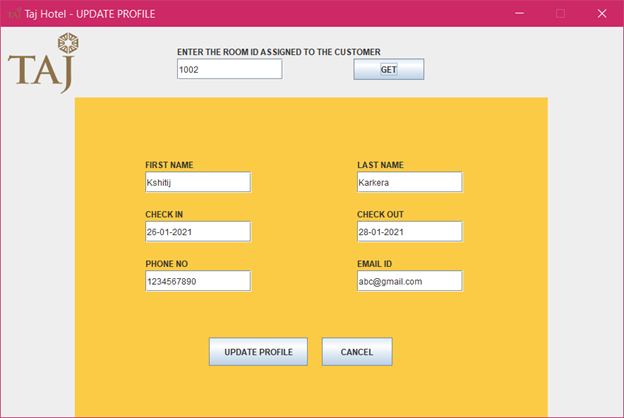 Taj Hotel - UPDATE PROFILE
TAJ
ENTER THE ROOM ID ASSIGNED TO THE CUSTOMER
1002
GET
FIRST NAME LAST NAME
Kshitij Karkera
CHECK IN CHECK OUT
26-01-2021 28-01-2021
PHONE NO EMAIL ID
1234567890 abc@gmail.com
UPDATE PROFILE CANCEL